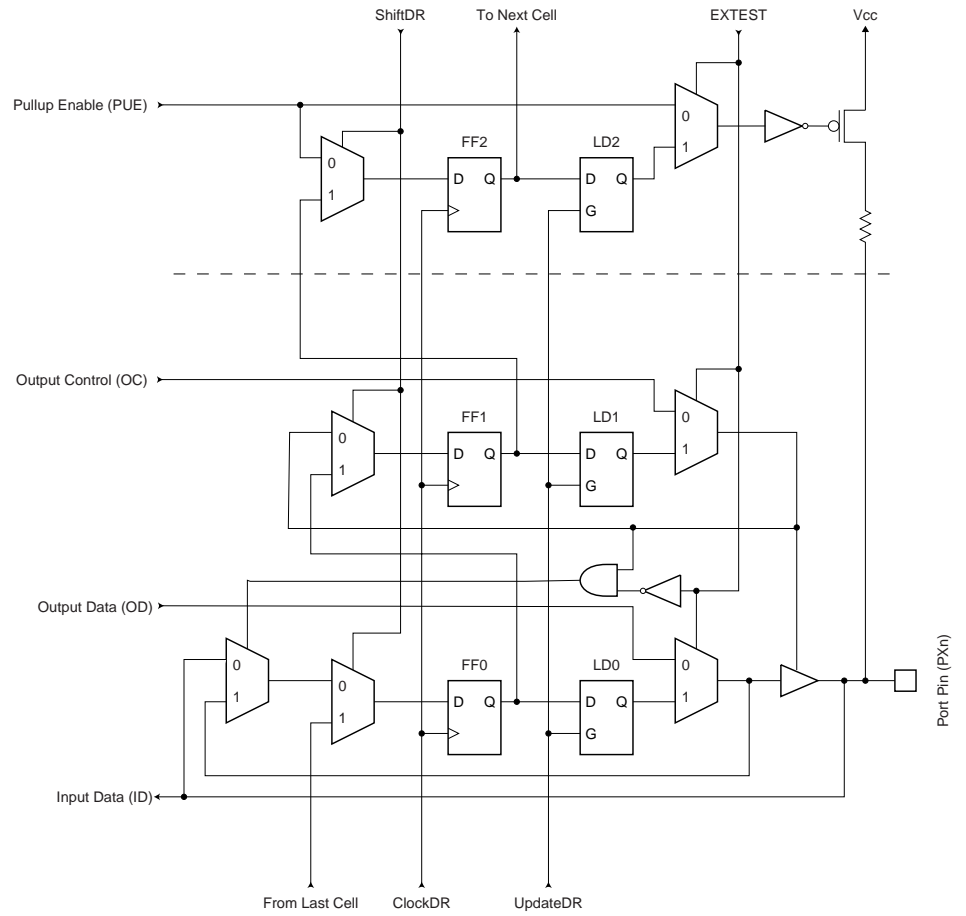 ShiftDR
To Next Cell
EXTEST
Vcc
Pullup Enable (PUE)
0
1
FF2
D Q
LD2
D Q
G
0
1
Output Control (OC)
0
1
FF1
D Q
LD1
D Q
G
0
1
Output Data (OD)
0
1
0
1
FF0
D Q
LD0
D Q
G
0
1
Port Pin (PXn)
Input Data (ID)
From Last Cell
ClockDR
UpdateDR